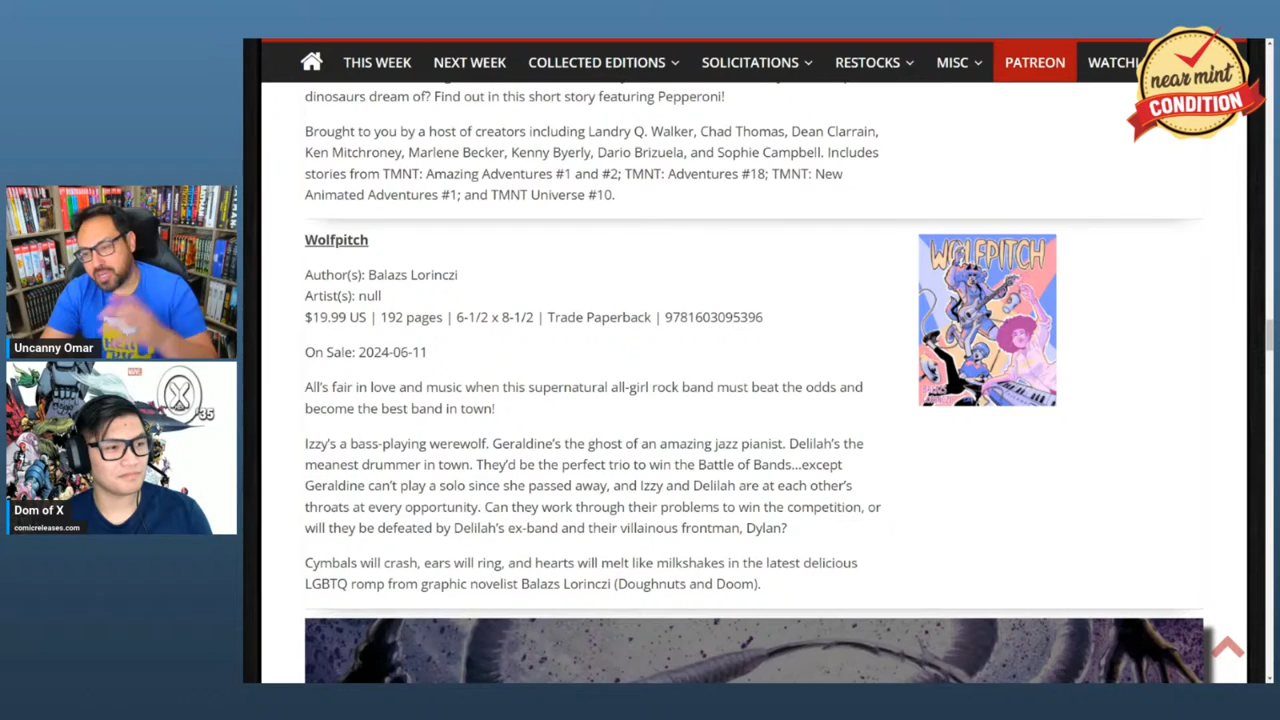 THIS WEEK NEXT WEEK COLLECTED EDITIONS SOLICITATIONS RESTOCKS MISC PATREON
near mint
CONDITION
dinosaurs dream of? Find out in this short story featuring Pepperoni!
Brought to you by a host of creators including Landry Q. Walker, Chad Thomas, Dean Clarrain,
Ken Mitchroney, Marlene Becker, Kenny Byerly, Dario Brizuela, and Sophie Campbell. Includes
stories from TMNT: Amazing Adventures #1 and #2; TMNT: Adventures #18; TMNT: New
Animated Adventures #1; and TMNT Universe #10.
Wolfpitch
WOLFPITCH
Author(s): Balazs Lorinczi
Artist(s): null
$19.99 US | 192 pages | 6-1/2 x 8-1/2 | Trade Paperback | 9781603095396
On Sale: 2024-06-11
All's fair in love and music when this supernatural all-girl rock band must beat the odds and
become the best band in town!
Izzy's a bass-playing werewolf. Geraldine's the ghost of an amazing jazz pianist. Delilah's the
meanest drummer in town. They'd be the perfect trio to win the Battle of Bands...except
Geraldine can't play a solo since she passed away, and Izzy and Delilah are at each other's
throats at every opportunity. Can they work through their problems to win the competition, or
will they be defeated by Delilah's ex-band and their villainous frontman, Dylan?
Cymbals will crash, ears will ring, and hearts will melt like milkshakes in the latest delicious
LGBTQ romp from graphic novelist Balazs Lorinczi (Doughnuts and Doom).
Uncanny Omar
35
Dom of X
comicreleases.com